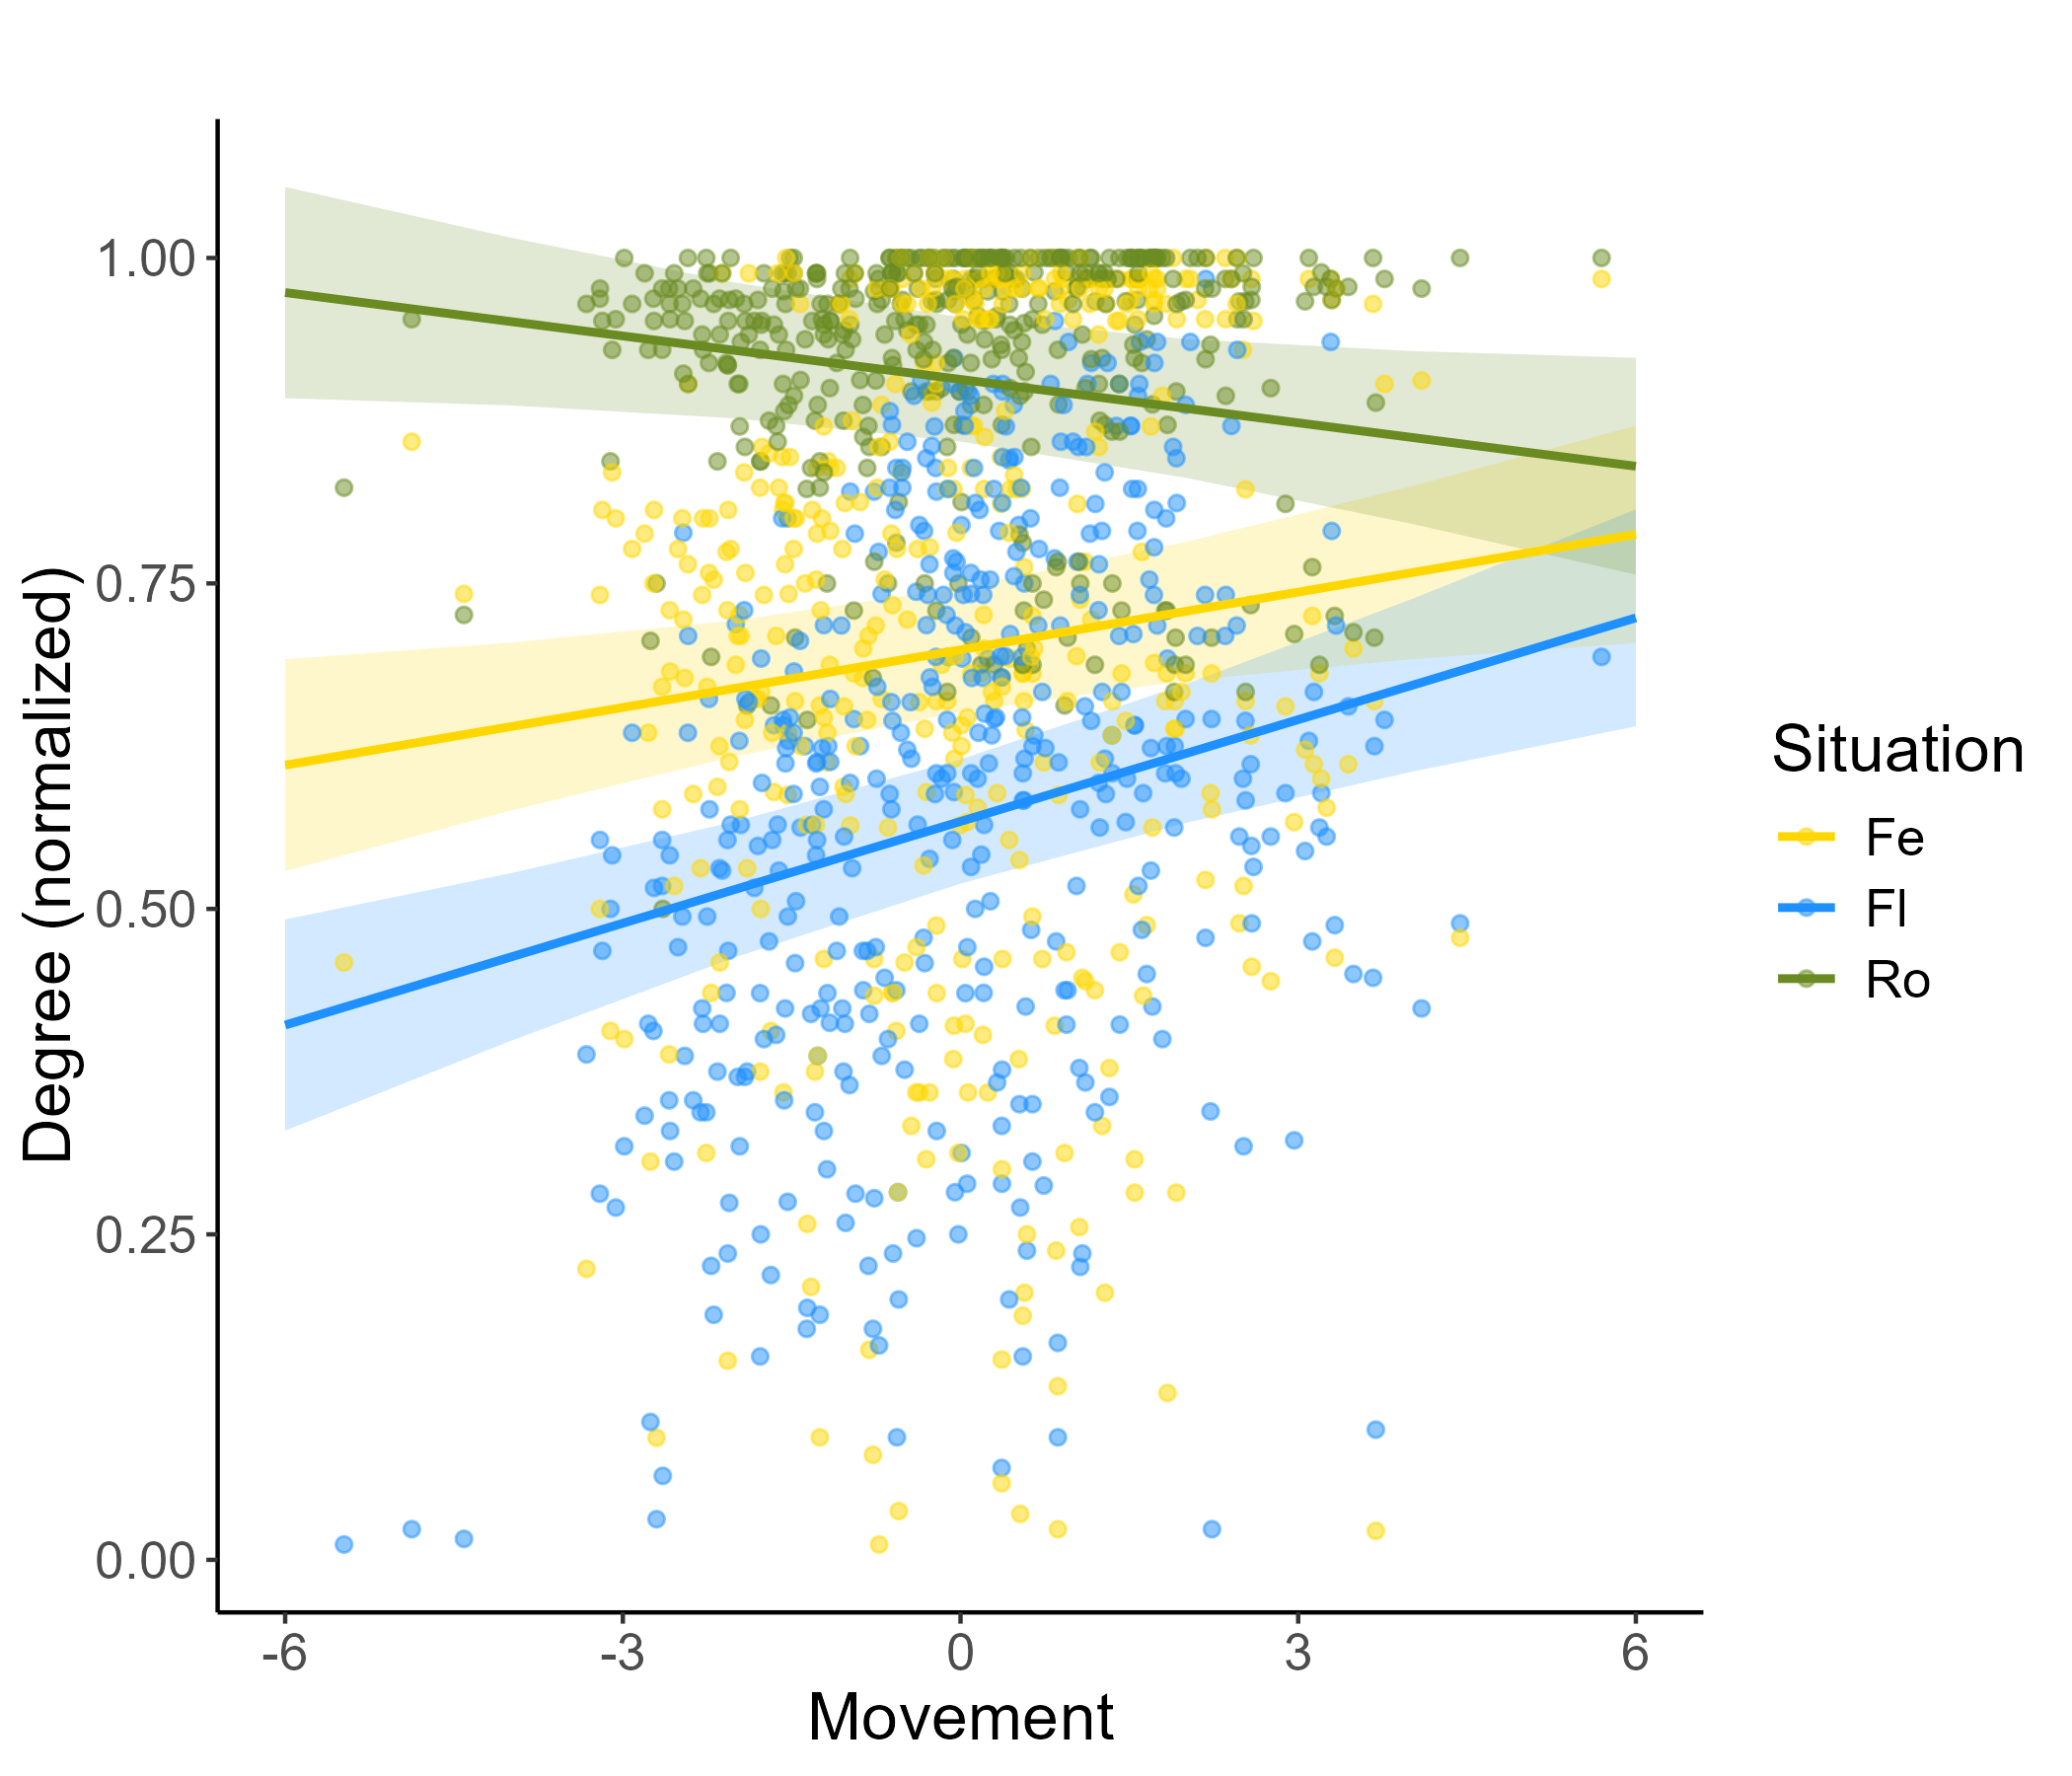 Degree (normalized)
1.00
0.75
0.50
0.25
0.00
-6
-3
0
3
6
Movement
Situation
Fe
Fl
Ro